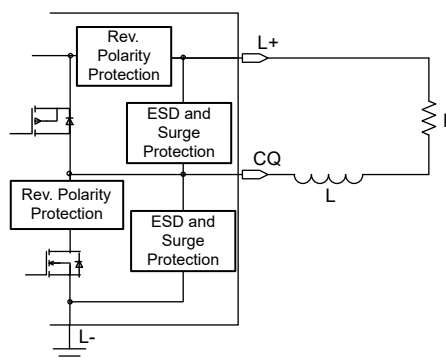 Rev.
Polarity
Protection
L+
ESD and
Surge
Protection
CQ
Rev. Polarity
Protection
L
ESD and
Surge
Protection
L-